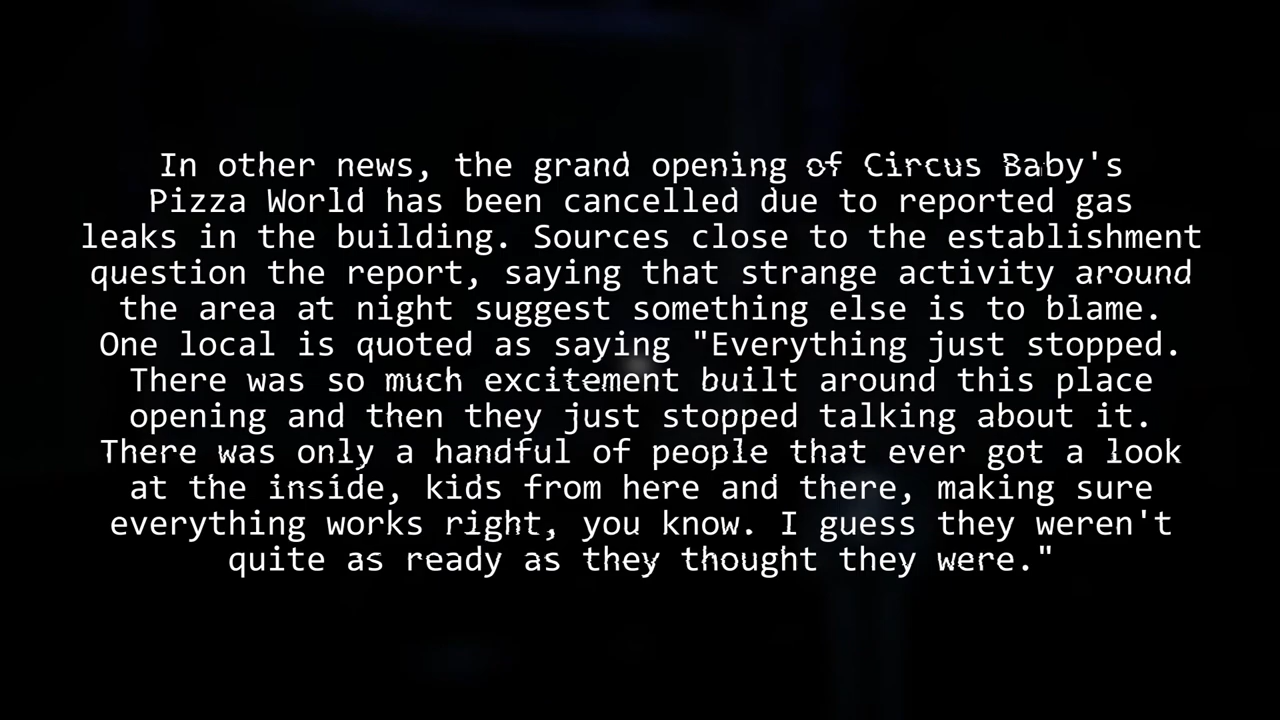 In other news, the grand opening of Circus Baby's
Pizza World has been cancelled due to reported gas
leaks in the building. Sources close to the establishment
question the report, saying that strange activity around
the area at night suggest something else is to blame.
One local is quoted as saying "Everything just stopped.
There was so much excitement built around this place
opening and then they just stopped talking about it.
There was only a handful of people that ever got a look
at the inside, kids from here and there, making sure
everything works right, you know. I guess they weren't
quite as ready as they thought they were."